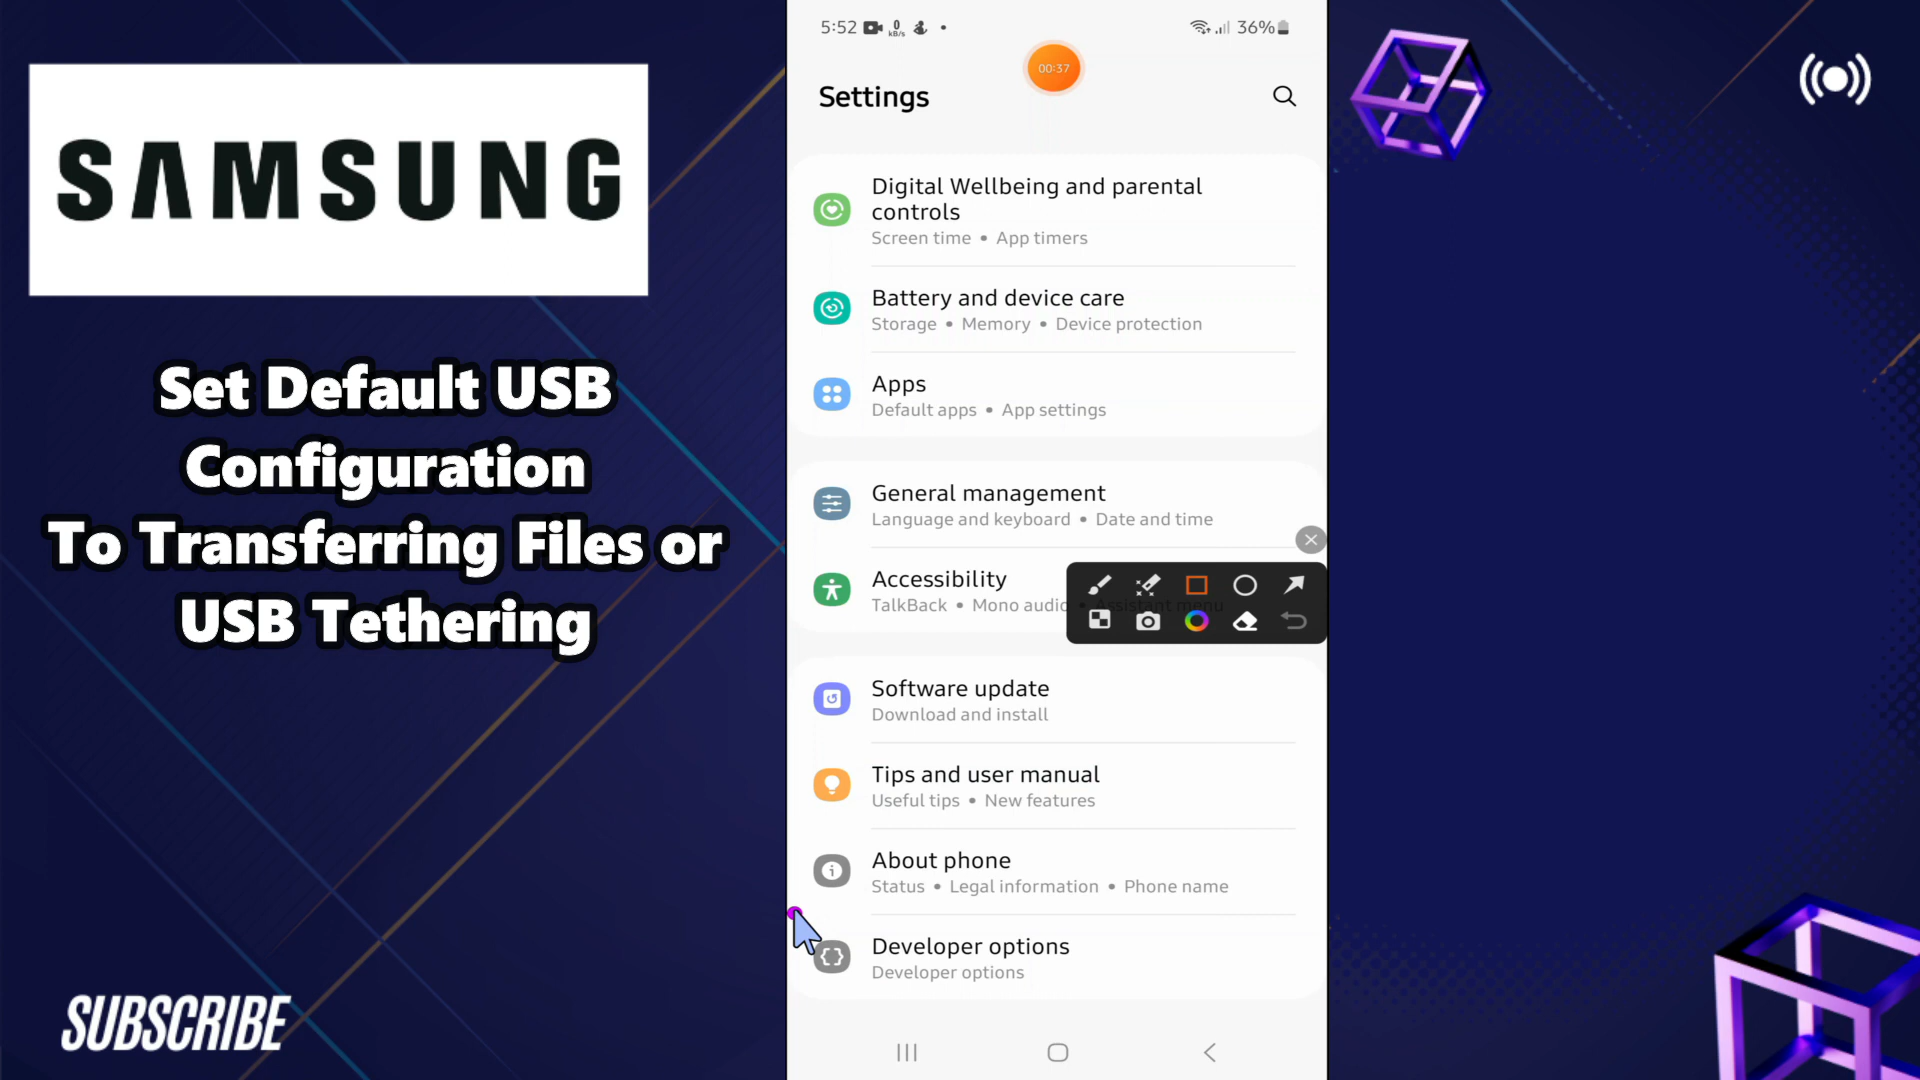 SAMSUNG
Set Default USB
Configuration
To Transferring Files or
USB Tethering
SUBSCRIBE
5:52 0 kB/s 36%
00:37
Settings
Digital Wellbeing and parental
controls
Screen time • App timers
Battery and device care
Storage • Memory • Device protection
Apps
Default apps • App settings
General management
Language and keyboard • Date and time
Accessibility
TalkBack • Mono audio • Assistant menu
Software update
Download and install
Tips and user manual
Useful tips • New features
About phone
Status • Legal information • Phone name
Developer options
Developer options